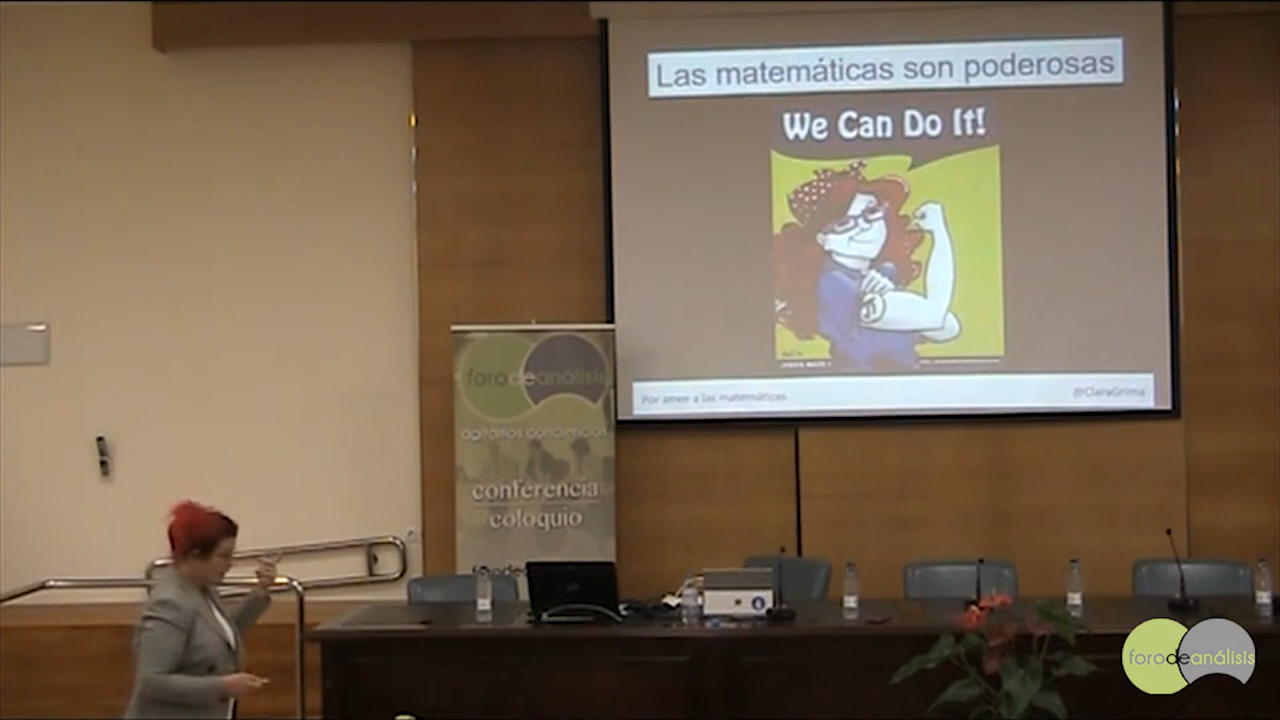 Las matemáticas son poderosas
We Can Do It!
π
Por amor a las matemáticas
@ClaraGrima
forodeanálisis
agitamos conciencias
conferencia
coloquio
forodeanálisis